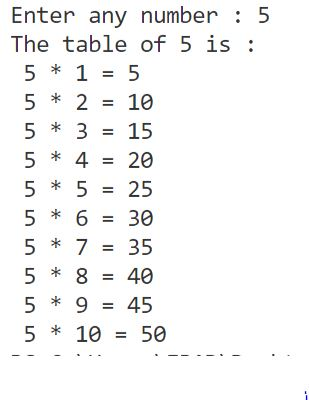 Enter any number : 5
The table of 5 is :
5 * 1 = 5
5 * 2 = 10
5 * 3 = 15
5 * 4 = 20
5 * 5 = 25
5 * 6 = 30
5 * 7 = 35
5 * 8 = 40
5 * 9 = 45
5 * 10 = 50